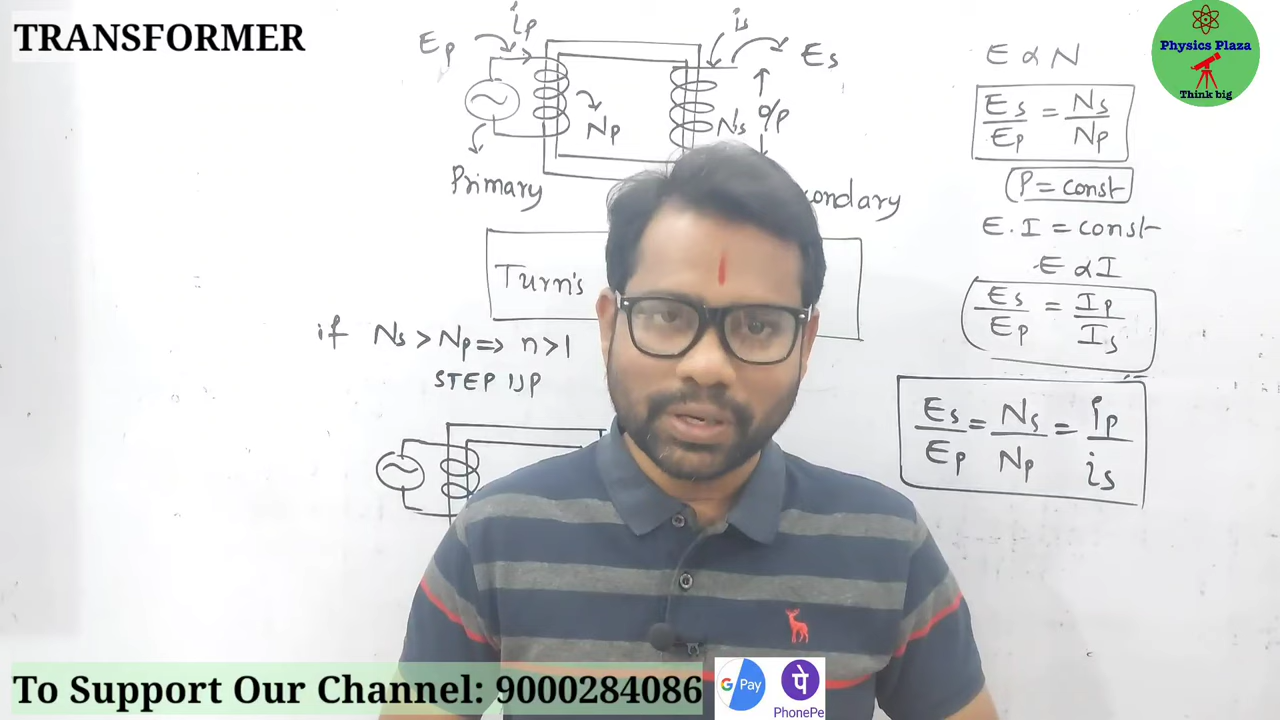 TRANSFORMER
Physics Plaza
Think big
Ep
ip
is
Es
Np
Ns
o/p
Primary
ondary
Turn's
if Ns > Np => n>1
STEP UP
E ∝ N
Es/Ep = Ns/Np
P = const
E. I = const
E ∝ I
Es/Ep = Ip/Is
Es/Ep = Ns/Np = ip/is
To Support Our Channel: 9000284086
G Pay
पे
PhonePe